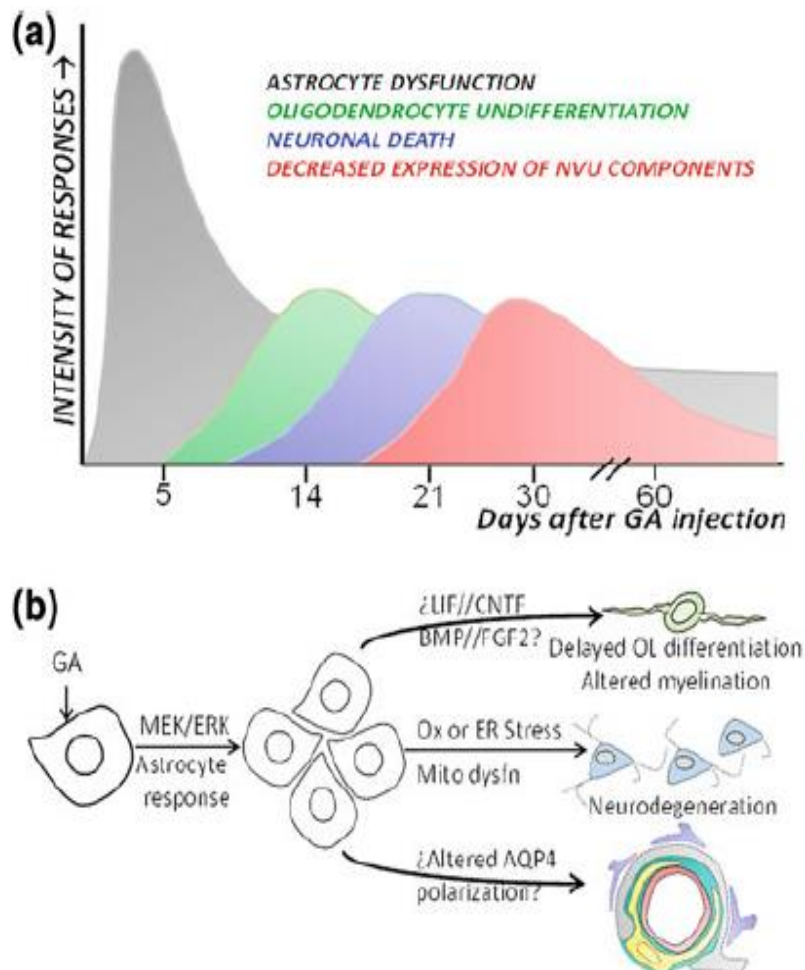 (a)
INTENSITY OF RESPONSES →
ASTROCYTE DYSFUNCTION
OLIGODENDROCYTE UNDIFFERENTIATION
NEURONAL DEATH
DECREASED EXPRESSION OF NVU COMPONENTS
5 14 21 30 60
Days after GA injection
(b)
GA
MEK/ERK
Astrocyte
response
¿LIF//CNTF
BMP//FGF2?
Delayed OL differentiation
Altered myelination
Ox or ER Stress
Mito dysfn
Neurodegeneration
¿Altered AQP4
polarization?